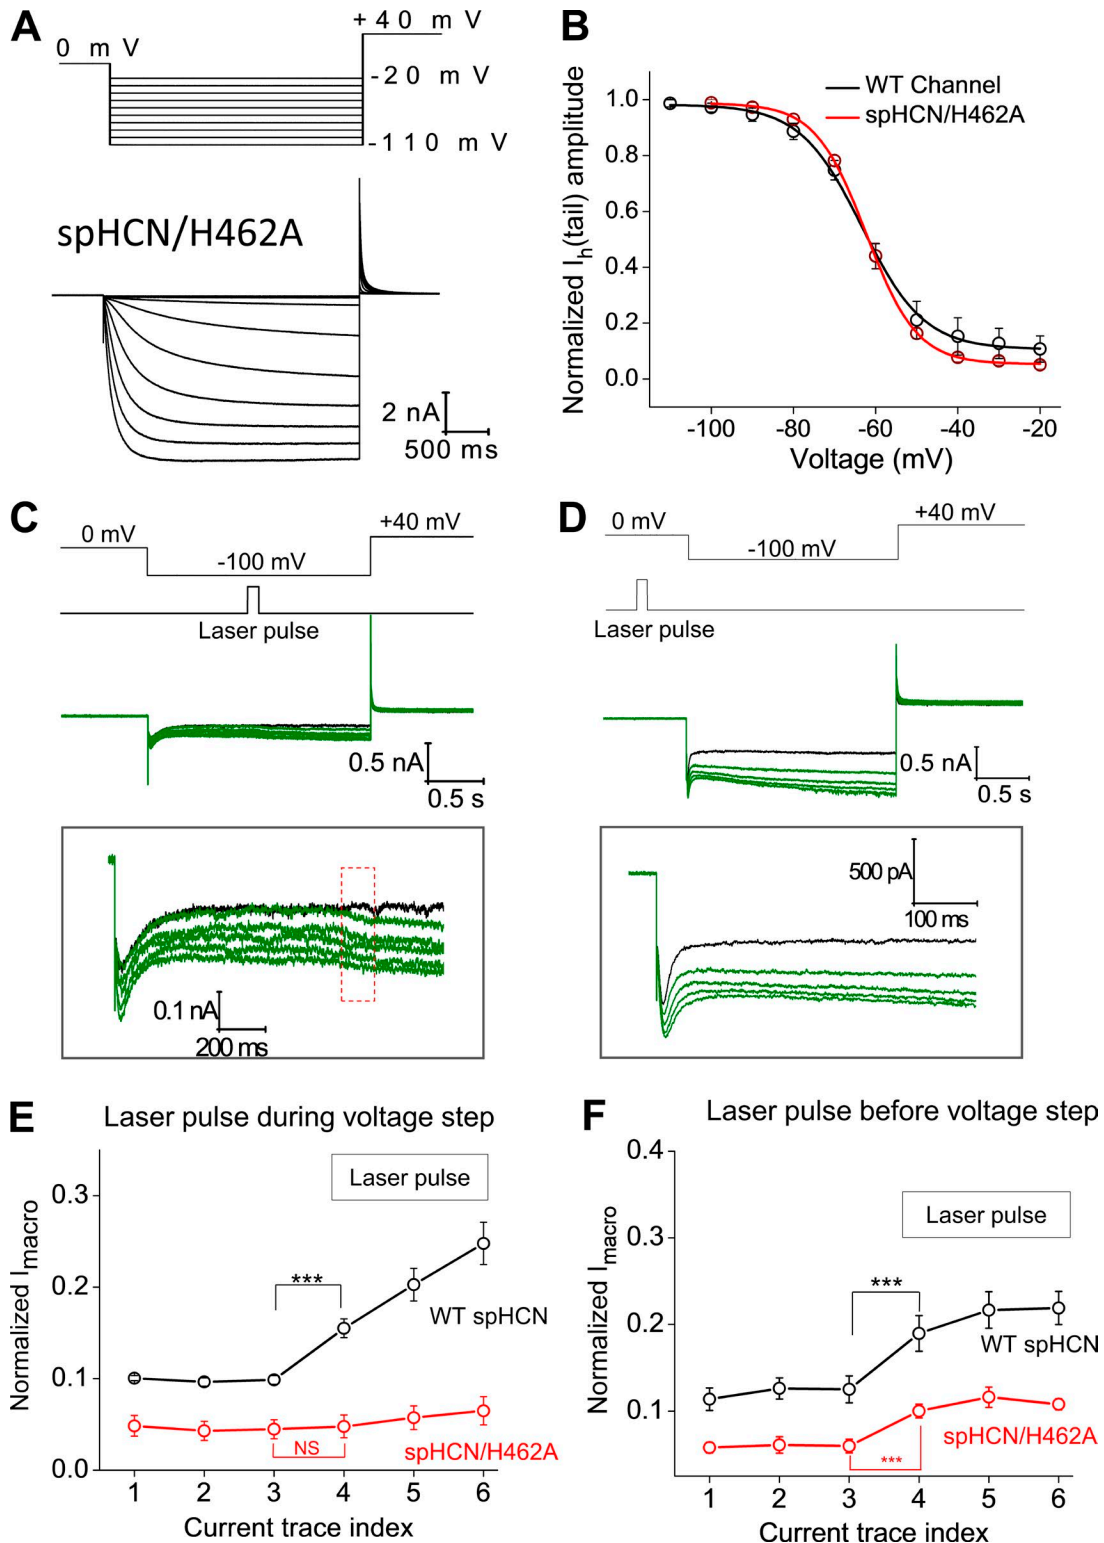 A
+40 mV
0 mV
-20 mV
-110 mV
spHCN/H462A
2 nA
500 ms
B
Normalized Ih(tail) amplitude
WT Channel
spHCN/H462A
1.0
0.8
0.6
0.4
0.2
0.0
-100 -80 -60 -40 -20
Voltage (mV)
C
0 mV
+40 mV
-100 mV
Laser pulse
0.5 nA
0.5 s
0.1 nA
200 ms
D
0 mV
+40 mV
-100 mV
Laser pulse
0.5 nA
0.5 s
500 pA
100 ms
E
Laser pulse during voltage step
Normalized Imacro
Laser pulse
0.3
0.2
0.1
0.0
***
WT spHCN
NS
spHCN/H462A
1 2 3 4 5 6
Current trace index
F
Laser pulse before voltage step
Normalized Imacro
Laser pulse
0.4
0.3
0.2
0.1
***
WT spHCN
spHCN/H462A
***
1 2 3 4 5 6
Current trace index